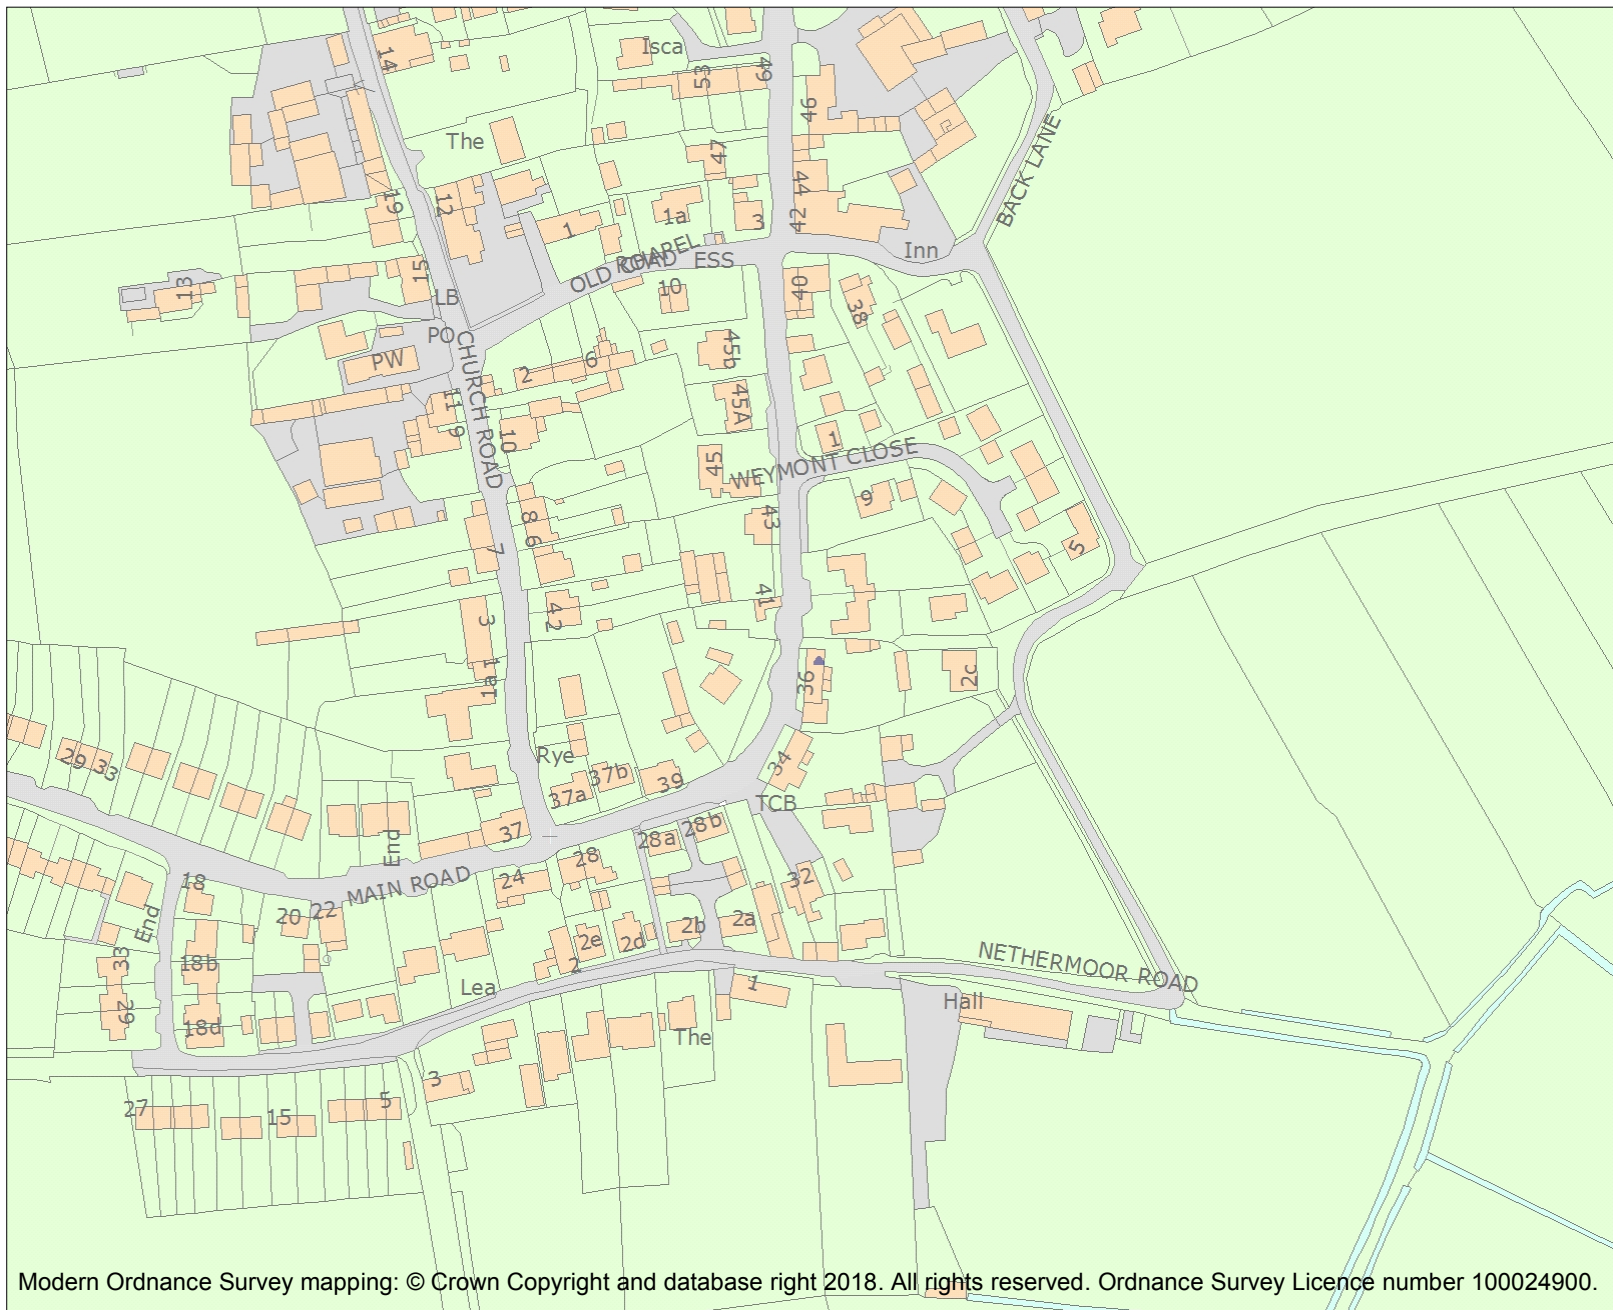 14
Isca
53
49
46
The
47
44
BACK LANE
19
12
1
1a
3
42
Inn
OLD CHAPEL
ROAD
ESS
15
13
LB
10
40
38
PO
PW
CHURCH ROAD
2
6
45b
45A
11
9
10
1
WEYMONT CLOSE
45
9
43
8
6
7
5
41
4
2
3
1
1a
36
2c
Rye
29
33
34
37b
39
37a
TCB
37
End
28a
28b
28
MAIN ROAD
24
32
18
20
22
End
2e
2d
2b
2a
2
33
18b
NETHERMOOR ROAD
Lea
1
Hall
29
18d
The
3
27
15
5
Modern Ordnance Survey mapping: © Crown Copyright and database right 2018. All rights reserved. Ordnance Survey Licence number 100024900.